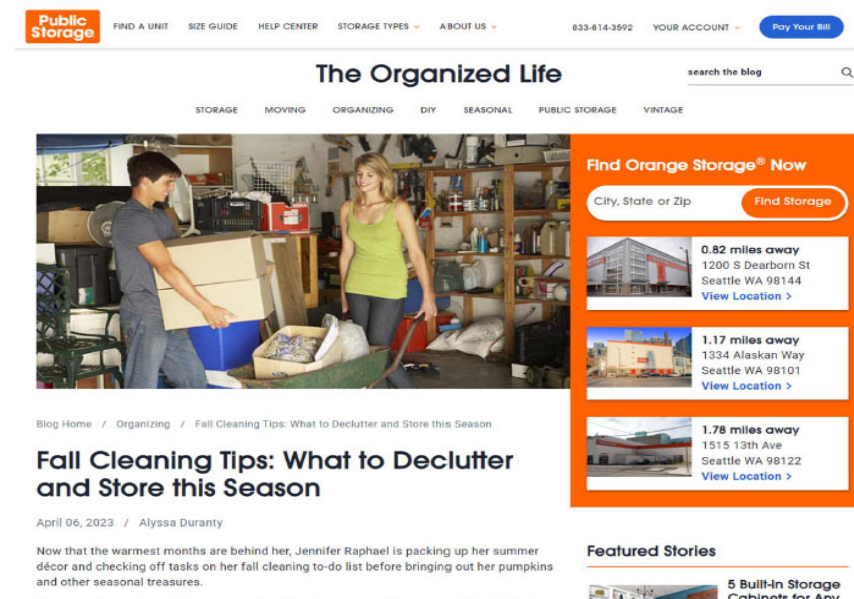 Public
Storage
FIND A UNIT SIZE GUIDE HELP CENTER STORAGE TYPES ABOUT US 833-814-3592 YOUR ACCOUNT Pay Your Bill
The Organized Life
search the blog
STORAGE MOVING ORGANIZING DIY SEASONAL PUBLIC STORAGE VINTAGE
Find Orange Storage® Now
City, State or Zip Find Storage
0.82 miles away
1200 S Dearborn St
Seattle WA 98144
View Location >
1.17 miles away
1334 Alaskan Way
Seattle WA 98101
View Location >
1.78 miles away
1515 13th Ave
Seattle WA 98122
View Location >
Blog Home / Organizing / Fall Cleaning Tips: What to Declutter and Store this Season
Fall Cleaning Tips: What to Declutter
and Store this Season
April 06, 2023 / Alyssa Duranty
Now that the warmest months are behind her, Jennifer Raphael is packing up her summer
décor and checking off tasks on her fall cleaning to-do list before bringing out her pumpkins
and other seasonal treasures.
Featured Stories
5 Built-in Storage
Cabinets for Any